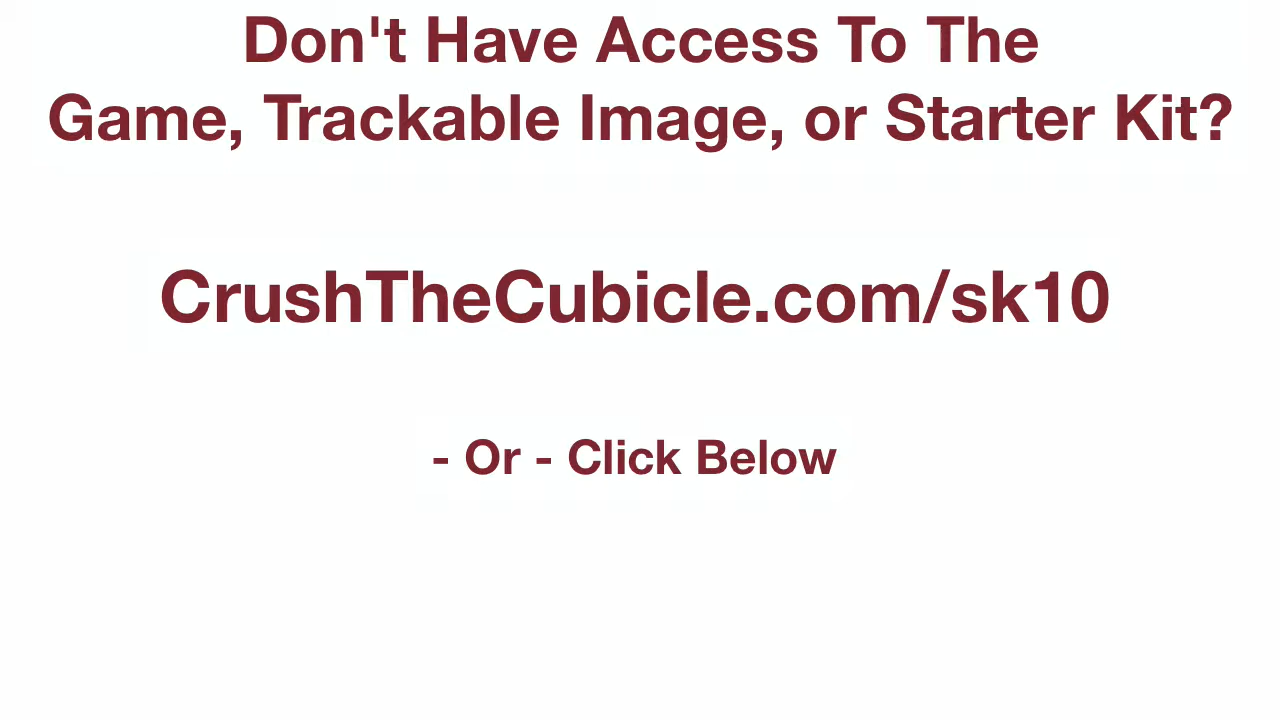 Don't Have Access To The
Game, Trackable Image, or Starter Kit?
CrushTheCubicle.com/sk10
- Or - Click Below